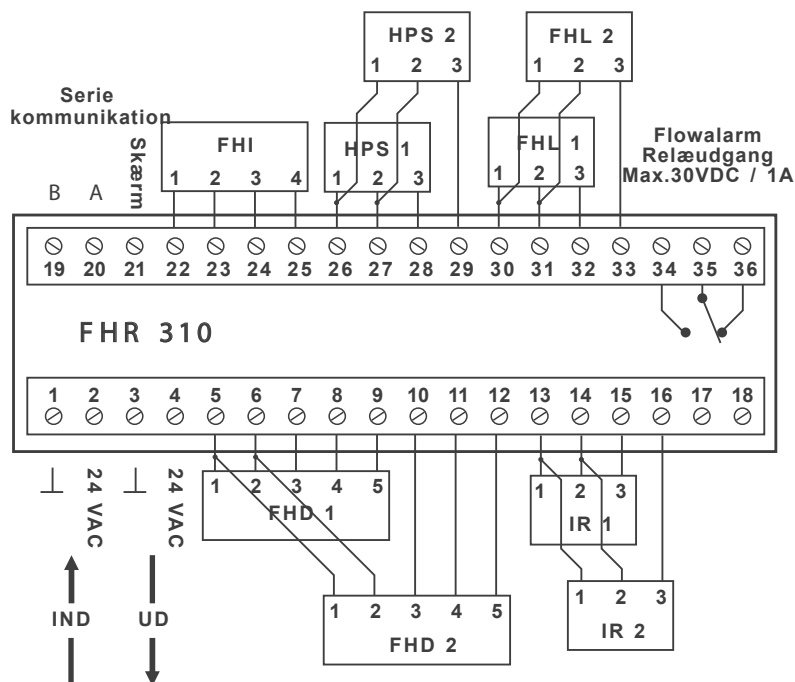 HPS 2
1 2 3
FHL 2
1 2 3
Serie
kommunikation
B
A
Skærm
FHI
1 2 3 4
HPS 1
1 2 3
FHL 1
1 2 3
Flowalarm
Relæudgang
Max.30VDC / 1A
19 20 21 22 23 24 25 26 27 28 29 30 31 32 33 34 35 36
FHR 310
1 2 3 4 5 6 7 8 9 10 11 12 13 14 15 16 17 18
24 VAC
24 VAC
IND
UD
1 2 3 4 5
FHD 1
1 2 3 4 5
FHD 2
1 2 3
IR 1
1 2 3
IR 2